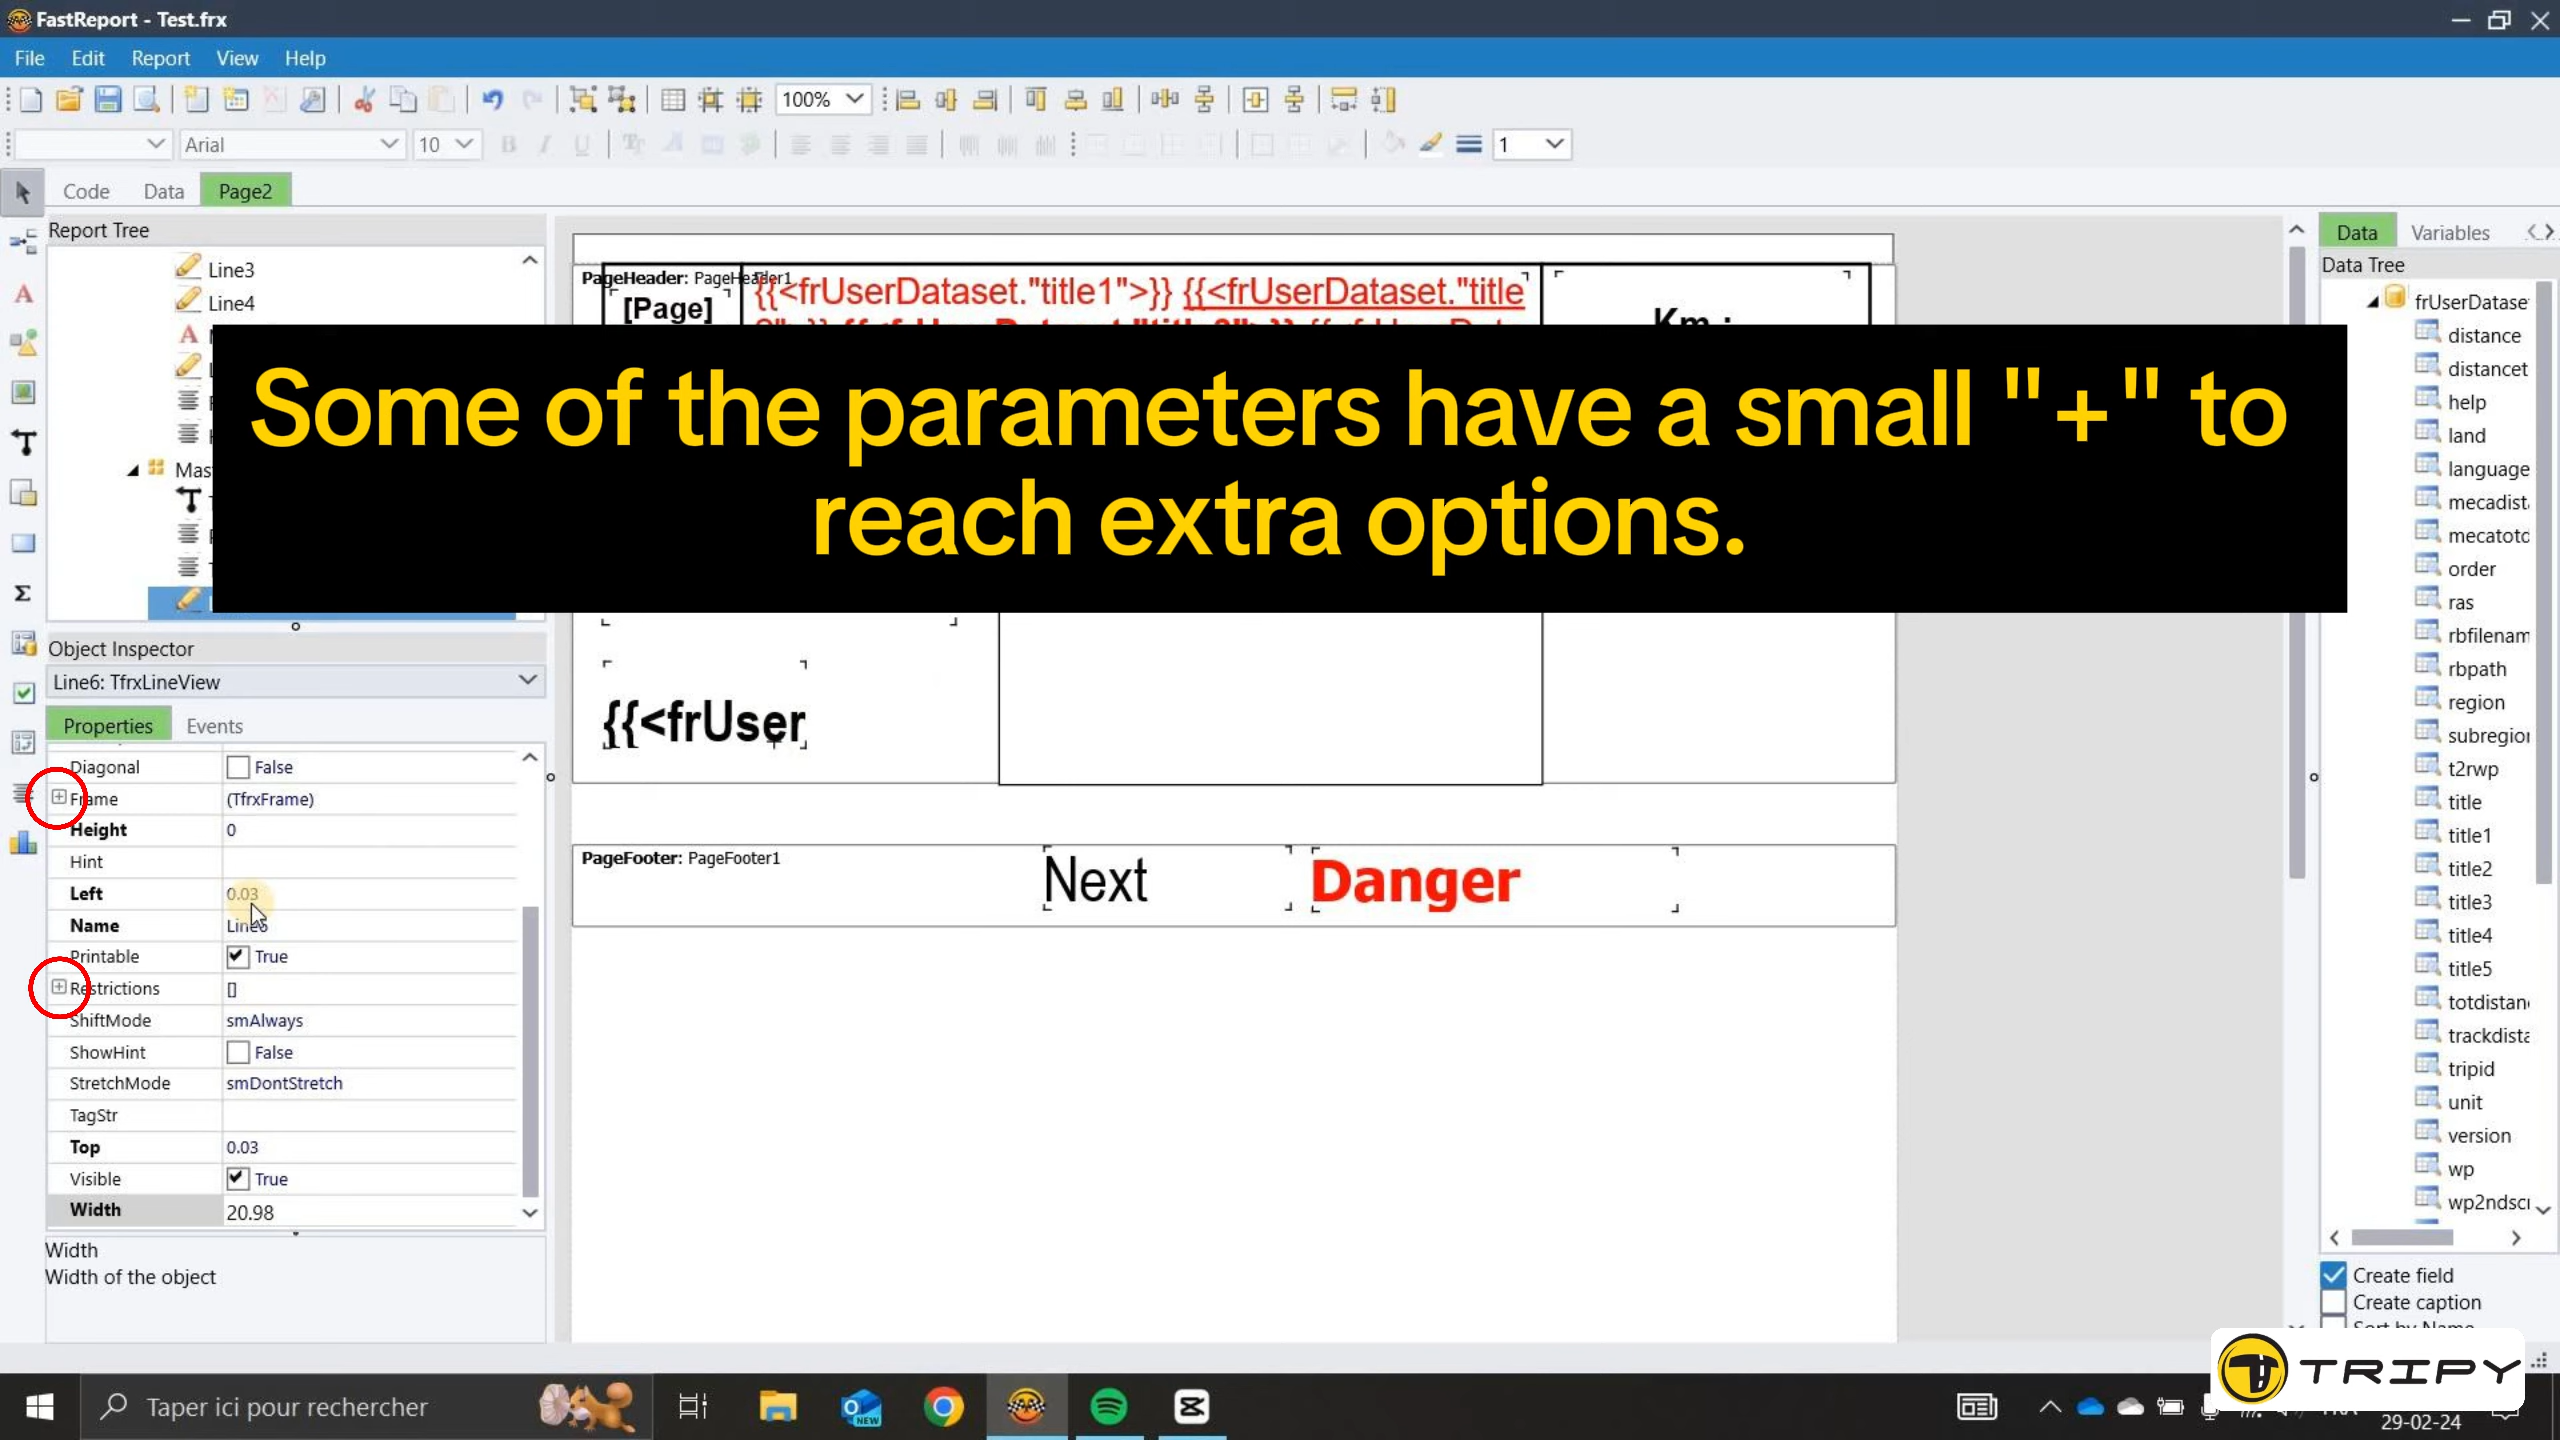 FastReport - Test.frx
File Edit Report View Help
100%
Arial 10 B I U 1
Code Data Page2
Report Tree
Line3
Line4
Mas
Some of the parameters have a small "+" to
reach extra options.
Object Inspector
Line6: TfrxLineView
Properties Events
Diagonal False
Frame (TfrxFrame)
Height 0
Hint
Left 0.03
Name Line6
Printable True
Restrictions []
ShiftMode smAlways
ShowHint False
StretchMode smDontStretch
TagStr
Top 0.03
Visible True
Width 20.98
Width
Width of the object
PageHeader: PageHeader1
[Page]
{{<frUserDataset."title1">}} {{<frUserDataset."title
Km :
{{<frUser
PageFooter: PageFooter1
Next
Danger
Data Variables
Data Tree
frUserDatase
distance
distancet
help
land
language
mecadist
mecatotd
order
ras
rbfilenam
rbpath
region
subregion
t2rwp
title
title1
title2
title3
title4
title5
totdistan
trackdista
tripid
unit
version
wp
wp2ndscr
Create field
Create caption
TRIPY
Taper ici pour rechercher
NEW
29-02-24